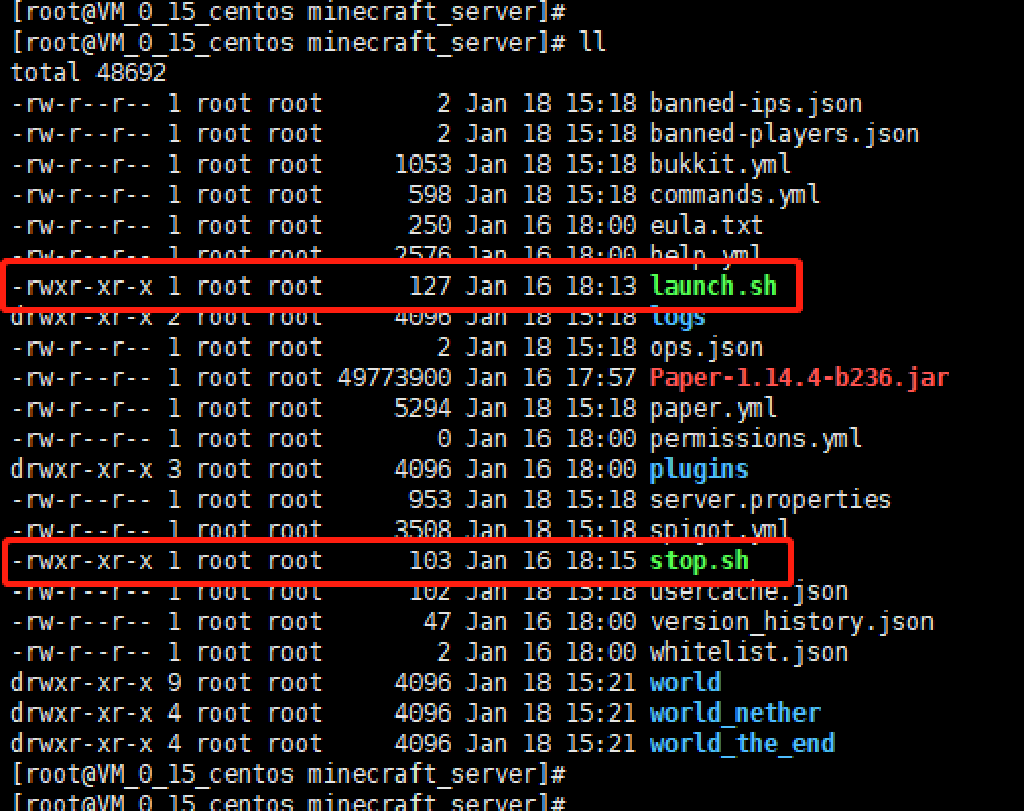 [root@VM_0_15_centos minecraft_server]#
[root@VM_0_15_centos minecraft_server]# ll
total 48692
-rw-r--r-- 1 root root        2 Jan 18 15:18 banned-ips.json
-rw-r--r-- 1 root root        2 Jan 18 15:18 banned-players.json
-rw-r--r-- 1 root root     1053 Jan 18 15:18 bukkit.yml
-rw-r--r-- 1 root root      598 Jan 18 15:18 commands.yml
-rw-r--r-- 1 root root      250 Jan 16 18:00 eula.txt
-rw-r--r-- 1 root root     2576 Jan 16 18:00 help.yml
-rwxr-xr-x 1 root root      127 Jan 16 18:13 launch.sh
drwxr-xr-x 2 root root     4096 Jan 18 15:18 logs
-rw-r--r-- 1 root root        2 Jan 18 15:18 ops.json
-rw-r--r-- 1 root root 49773900 Jan 16 17:57 Paper-1.14.4-b236.jar
-rw-r--r-- 1 root root     5294 Jan 18 15:18 paper.yml
-rw-r--r-- 1 root root        0 Jan 16 18:00 permissions.yml
drwxr-xr-x 3 root root     4096 Jan 16 18:00 plugins
-rw-r--r-- 1 root root      953 Jan 18 15:18 server.properties
-rw-r--r-- 1 root root     3508 Jan 18 15:18 spigot.yml
-rwxr-xr-x 1 root root      103 Jan 16 18:15 stop.sh
-rw-r--r-- 1 root root      102 Jan 18 15:18 usercache.json
-rw-r--r-- 1 root root       47 Jan 16 18:00 version_history.json
-rw-r--r-- 1 root root        2 Jan 16 18:00 whitelist.json
drwxr-xr-x 9 root root     4096 Jan 18 15:21 world
drwxr-xr-x 4 root root     4096 Jan 18 15:21 world_nether
drwxr-xr-x 4 root root     4096 Jan 18 15:21 world_the_end
[root@VM_0_15_centos minecraft_server]#
[root@VM_0_15_centos minecraft_server]#